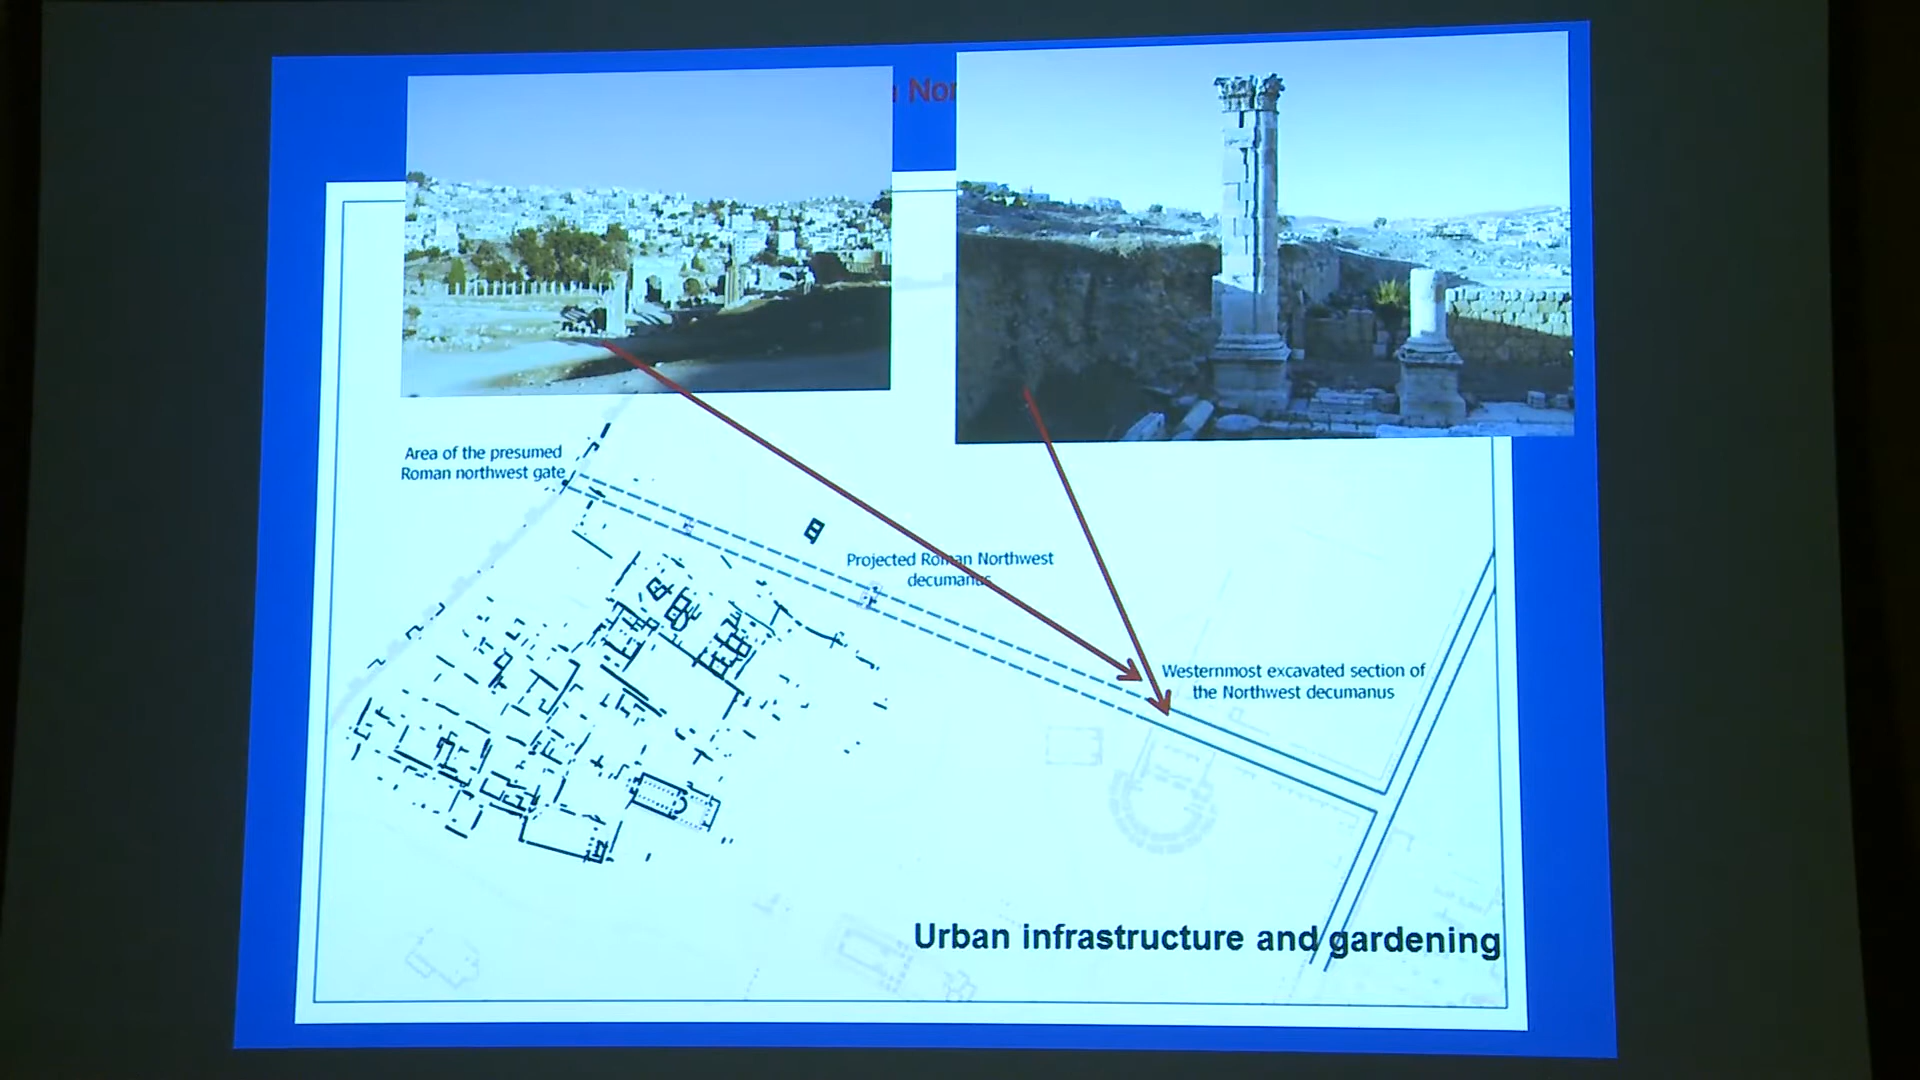 Nor
Area of the presumed
Roman northwest gate
Projected Roman Northwest
decumanus
Westernmost excavated section of
the Northwest decumanus
Urban infrastructure and gardening